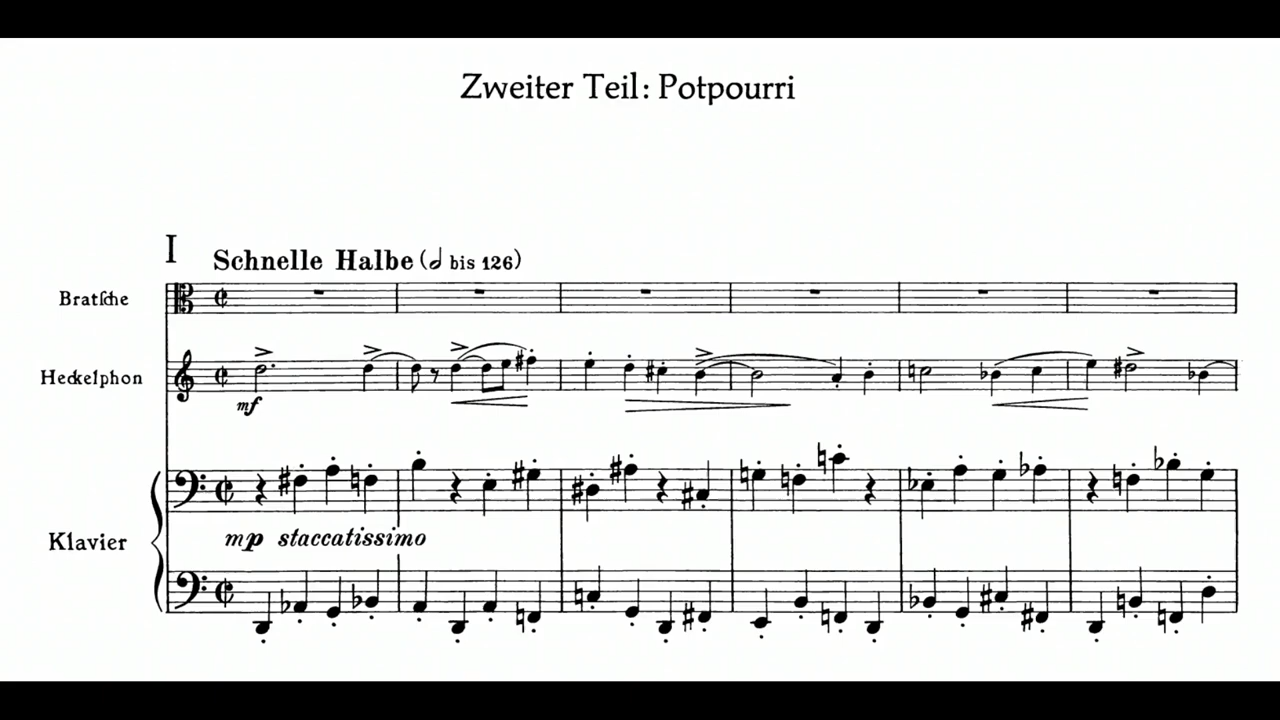 Zweiter Teil: Potpourri
I
Schnelle Halbe (𝅗𝅥 bis 126)
Bratſche
Heckelphon
mf
Klavier
mp staccatissimo